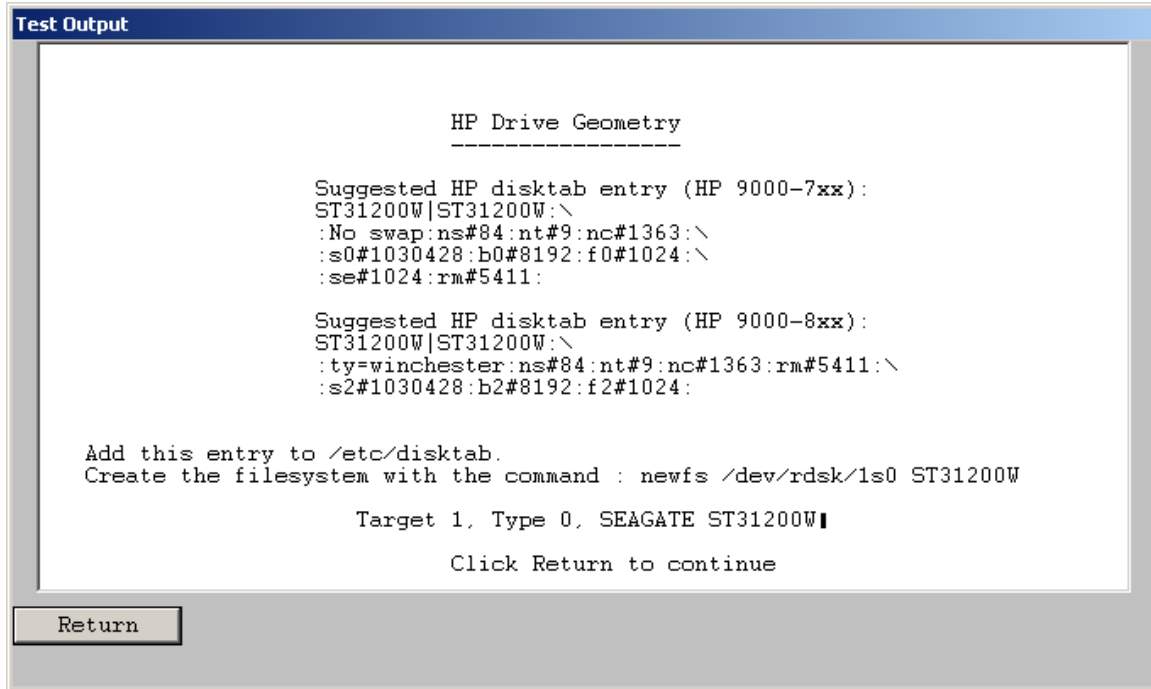 Test Output
HP Drive Geometry
-----------------
Suggested HP disktab entry (HP 9000-7xx):
ST31200W|ST31200W:\
:No swap:ns#84:nt#9:nc#1363:\
:s0#1030428:b0#8192:f0#1024:\
:se#1024:rm#5411:
Suggested HP disktab entry (HP 9000-8xx):
ST31200W|ST31200W:\
:ty=winchester:ns#84:nt#9:nc#1363:rm#5411:\
:s2#1030428:b2#8192:f2#1024:
Add this entry to /etc/disktab.
Create the filesystem with the command : newfs /dev/rdsk/1s0 ST31200W
Target 1, Type 0, SEAGATE ST31200W
Click Return to continue
Return